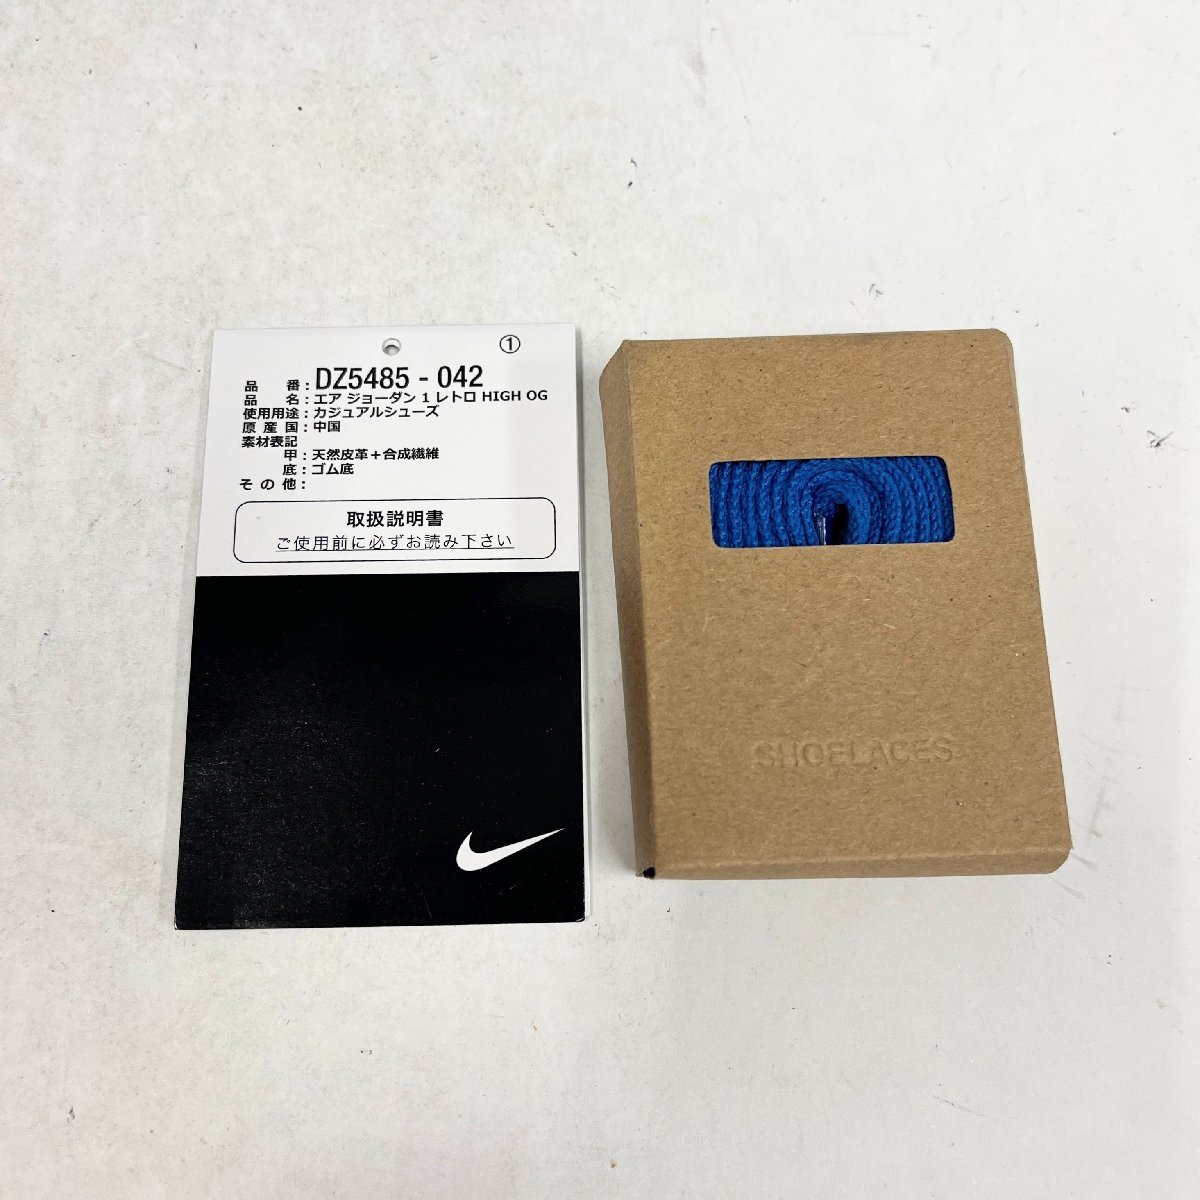 ①
品 番：DZ5485 - 042
品 名：エア ジョーダン 1 レトロ HIGH OG
使用用途：カジュアルシューズ
原 産 国：中国
素材表記
甲：天然皮革＋合成繊維
底：ゴム底
そ の 他：
取扱説明書
ご使用前に必ずお読み下さい
SHOELACES